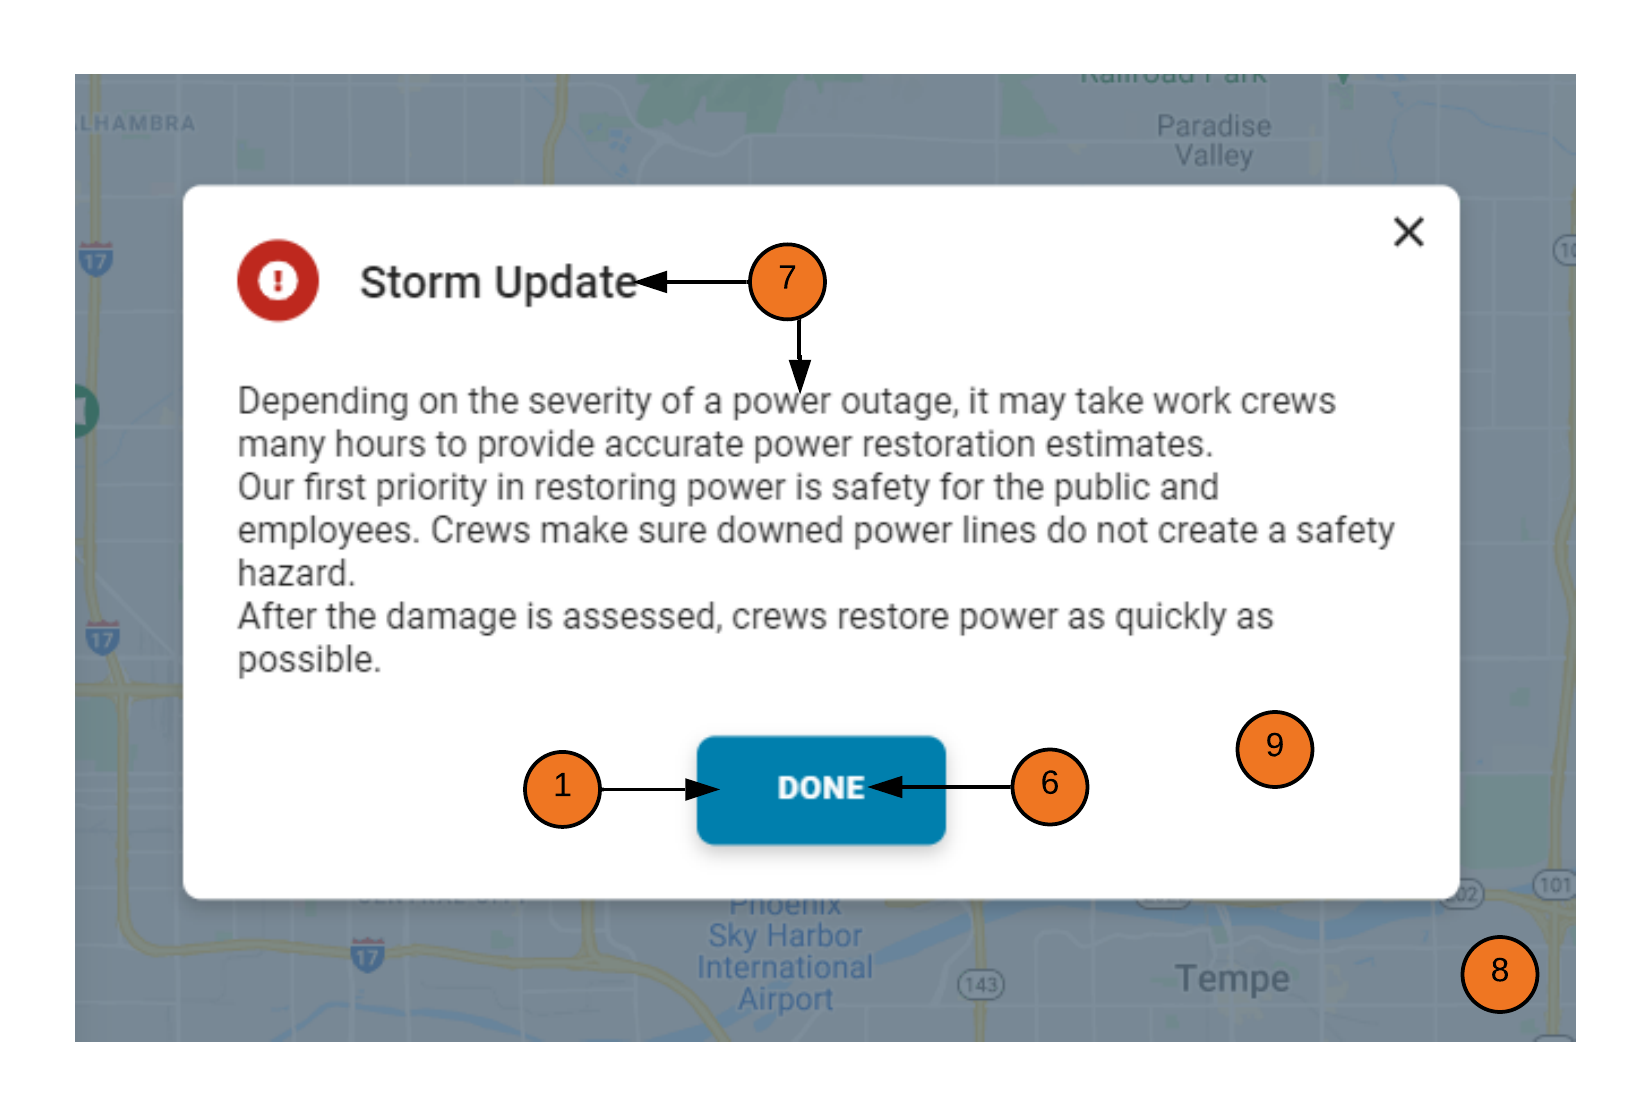 Railroad Park
LHAMBRA
Paradise
Valley
17
Storm Update
7
Depending on the severity of a power outage, it may take work crews
many hours to provide accurate power restoration estimates.
Our first priority in restoring power is safety for the public and
employees. Crews make sure downed power lines do not create a safety
hazard.
After the damage is assessed, crews restore power as quickly as
possible.
17
9
1
DONE
6
101
Phoenix
Sky Harbor
International
Airport
17
143
Tempe
8